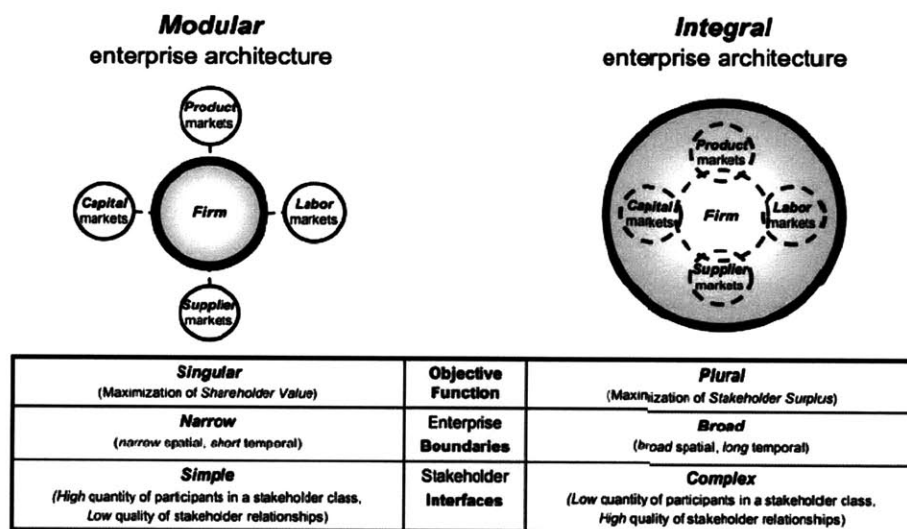 Modular
enterprise architecture
Product
markets
Capital
markets
Firm
Labor
markets
Supplier
markets
Integral
enterprise architecture
Product
markets
Capital
markets
Firm
Labor
markets
Supplier
markets
Singular
(Maximization of Shareholder Value)
Objective
Function
Plural
(Maximization of Stakeholder Surplus)
Narrow
(narrow spatial, short temporal)
Enterprise
Boundaries
Broad
(broad spatial, long temporal)
Simple
(High quantity of participants in a stakeholder class,
Low quality of stakeholder relationships)
Stakeholder
Interfaces
Complex
(Low quantity of participants in a stakeholder class,
High quality of stakeholder relationships)